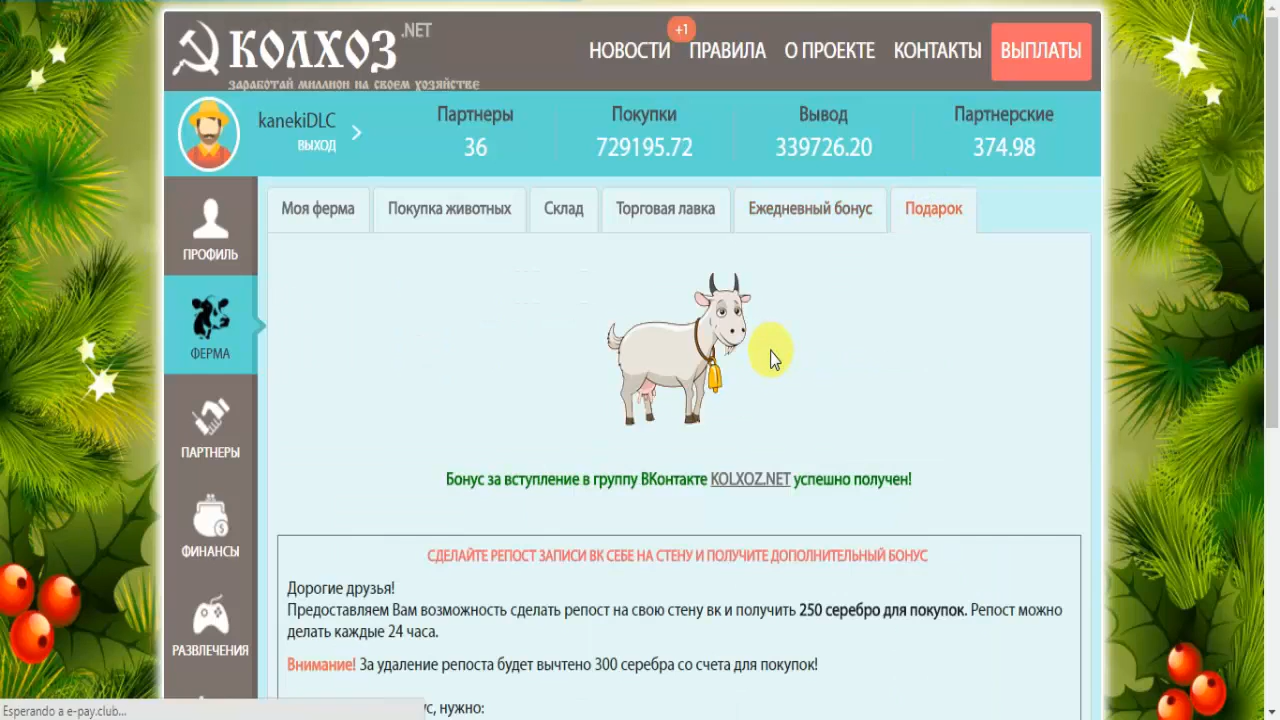 КОЛХОЗ .NET
заработай миллион на своем хозяйстве
НОВОСТИ +1 ПРАВИЛА О ПРОЕКТЕ КОНТАКТЫ ВЫПЛАТЫ
kanekiDLC
ВЫХОД
Партнеры Покупки Вывод Партнерские
36 729195.72 339726.20 374.98
ПРОФИЛЬ
ФЕРМА
ПАРТНЕРЫ
ФИНАНСЫ
РАЗВЛЕЧЕНИЯ
Моя ферма Покупка животных Склад Торговая лавка Ежедневный бонус Подарок
Бонус за вступление в группу ВКонтакте KOLXOZ.NET успешно получен!
СДЕЛАЙТЕ РЕПОСТ ЗАПИСИ ВК СЕБЕ НА СТЕНУ И ПОЛУЧИТЕ ДОПОЛНИТЕЛЬНЫЙ БОНУС
Дорогие друзья!
Предоставляем Вам возможность сделать репост на свою стену вк и получить 250 серебро для покупок. Репост можно
делать каждые 24 часа.
Внимание! За удаление репоста будет вычтено 300 серебра со счета для покупок!
нужно:
Esperando a e-pay.club...